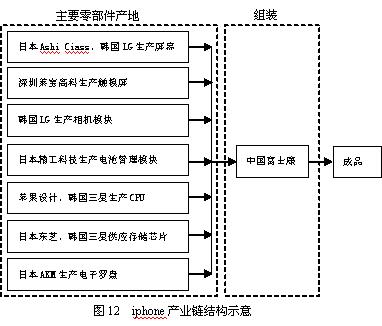 主要零部件产地
组装
日本Ashi Ciass、韩国LG生产屏幕
深圳莱宝高科生产触摸屏
韩国LG生产相机模块
日本精工科技生产电池管理模块
中国富士康
成品
苹果设计、韩国三星生产CPU
日本东芝、韩国三星供应存储芯片
日本AKM生产电子罗盘
图12 iphone产业链结构示意